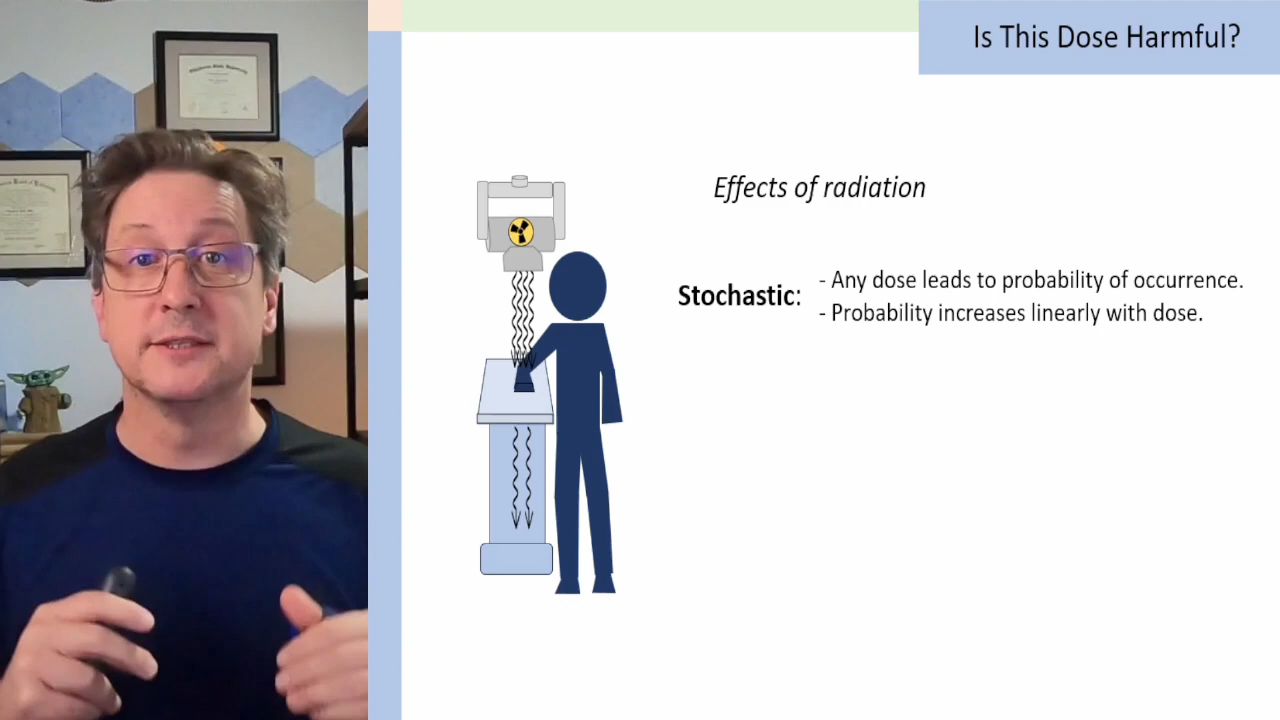 Is This Dose Harmful?
Effects of radiation
Stochastic:
- Any dose leads to probability of occurrence.
- Probability increases linearly with dose.